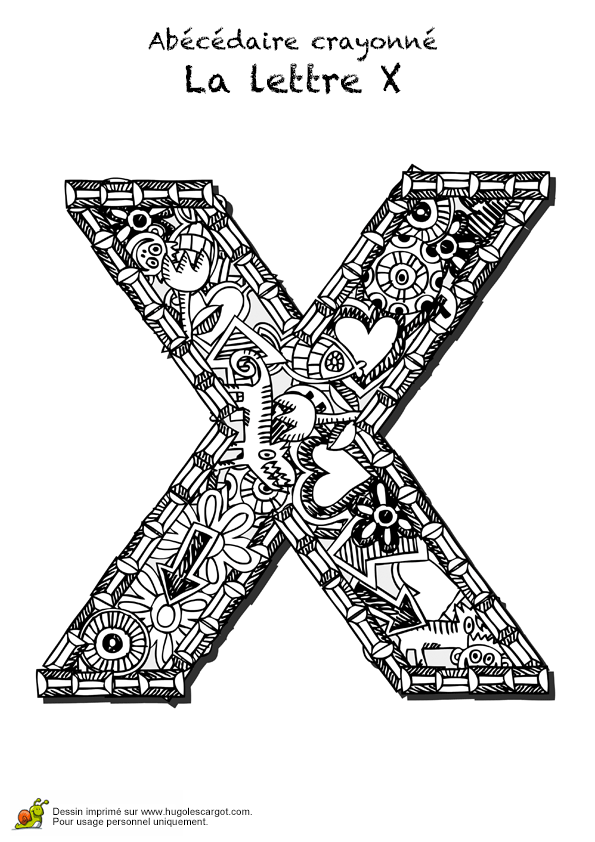 Abécédaire crayonné
La lettre X
X
Dessin imprimé sur www.hugolescargot.com.
Pour usage personnel uniquement.